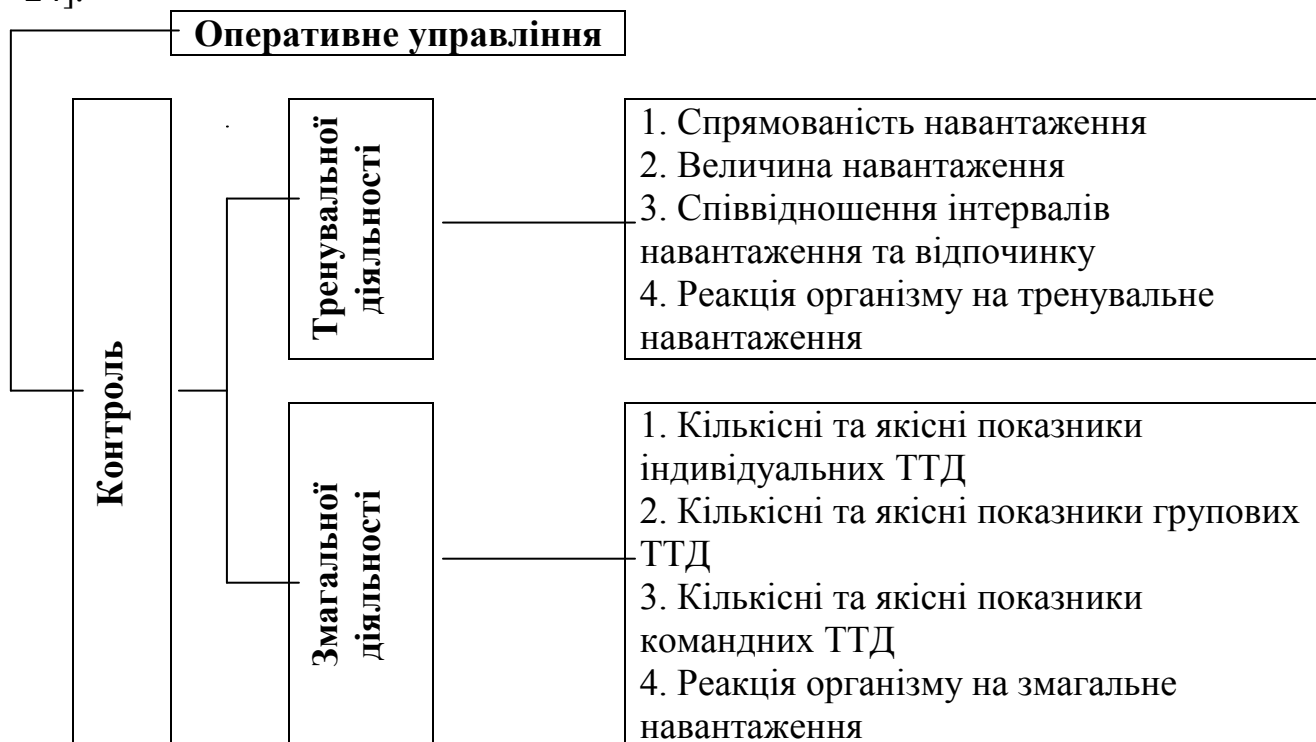 Оперативне управління
Контроль
Тренувальної
діяльності
1. Спрямованість навантаження
2. Величина навантаження
3. Співвідношення інтервалів
навантаження та відпочинку
4. Реакція організму на тренувальне
навантаження
Змагальної
діяльності
1. Кількісні та якісні показники
індивідуальних ТТД
2. Кількісні та якісні показники групових
ТТД
3. Кількісні та якісні показники
командних ТТД
4. Реакція організму на змагальне
навантаження